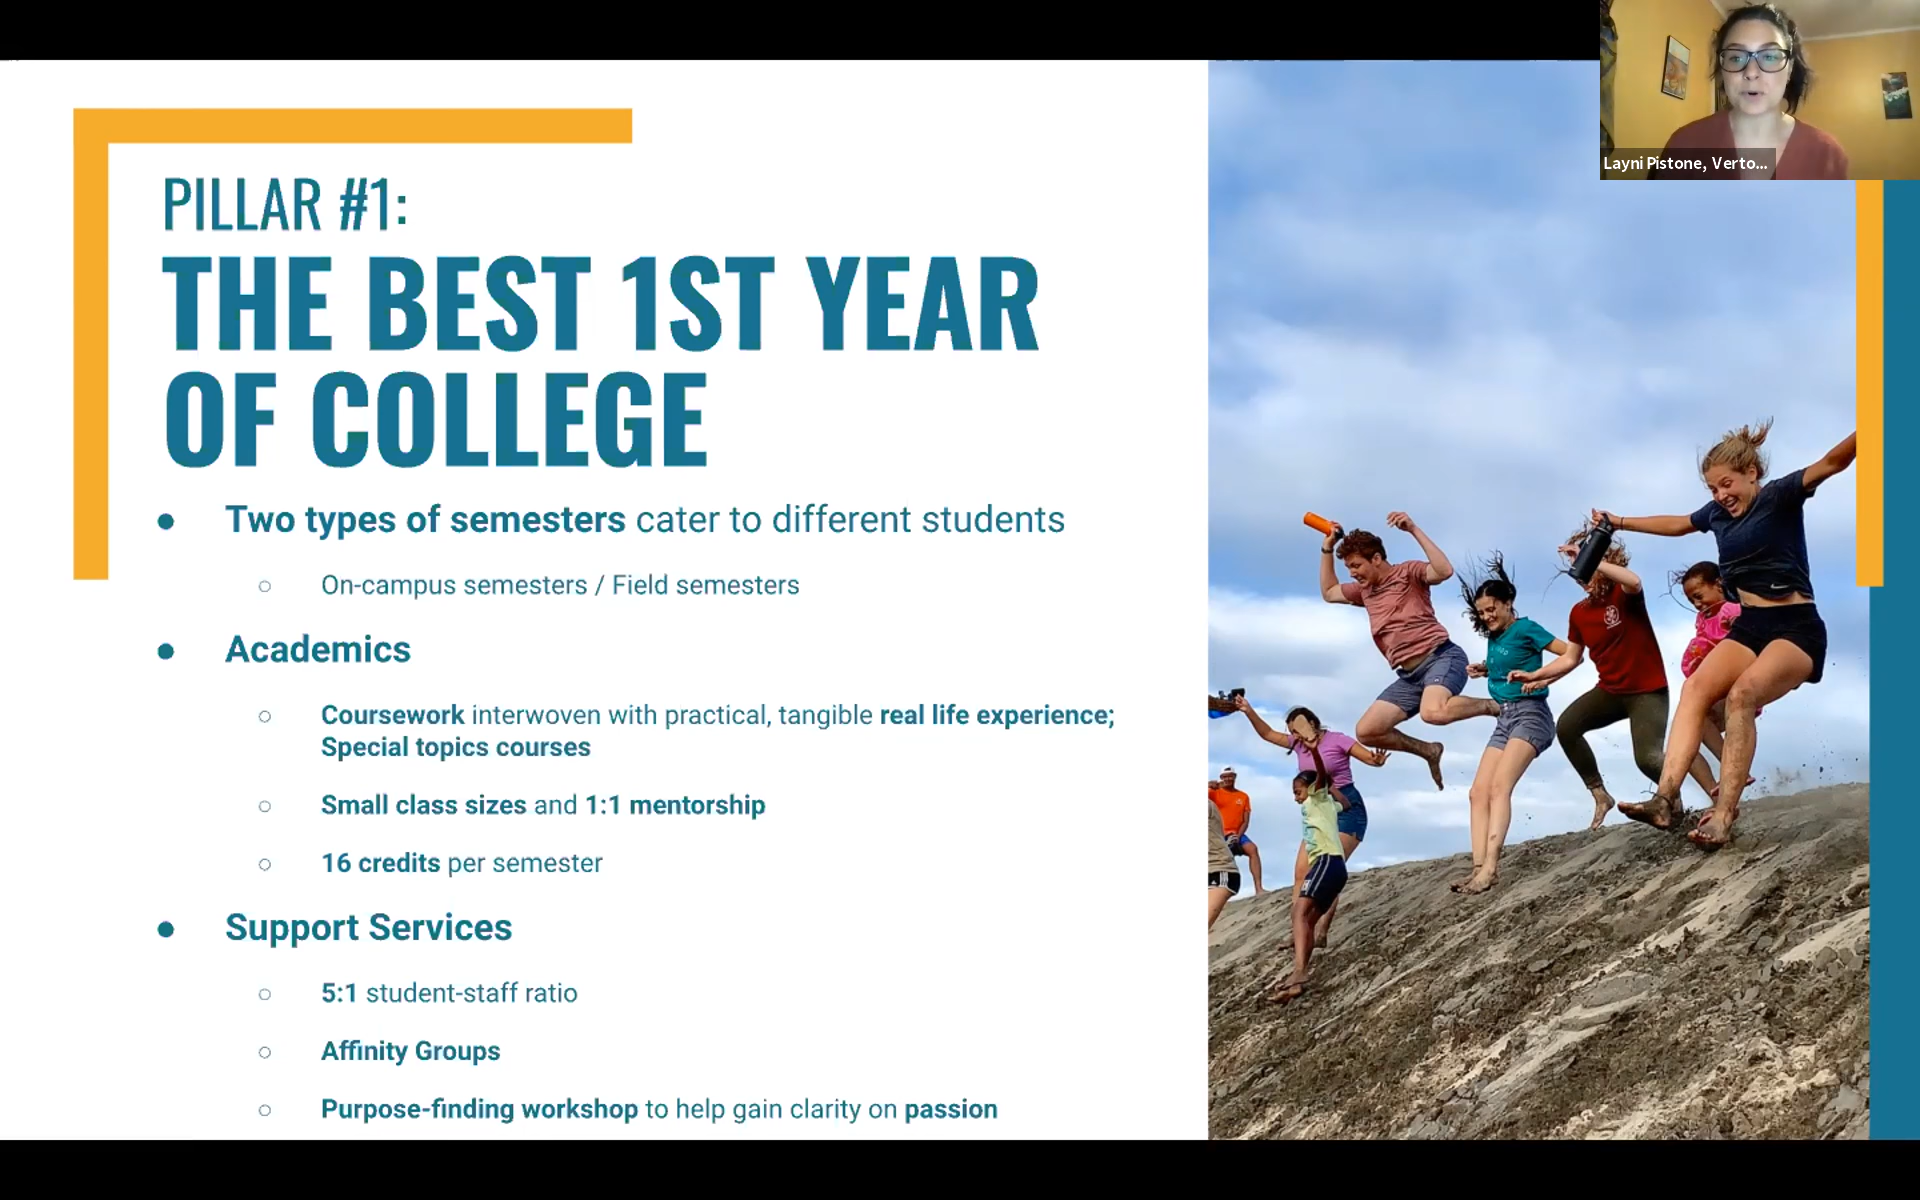 Layni Pistone, Verto...
PILLAR #1:
THE BEST 1ST YEAR
OF COLLEGE
● Two types of semesters cater to different students
○ On-campus semesters / Field semesters
● Academics
○ Coursework interwoven with practical, tangible real life experience;
Special topics courses
○ Small class sizes and 1:1 mentorship
○ 16 credits per semester
● Support Services
○ 5:1 student-staff ratio
○ Affinity Groups
○ Purpose-finding workshop to help gain clarity on passion